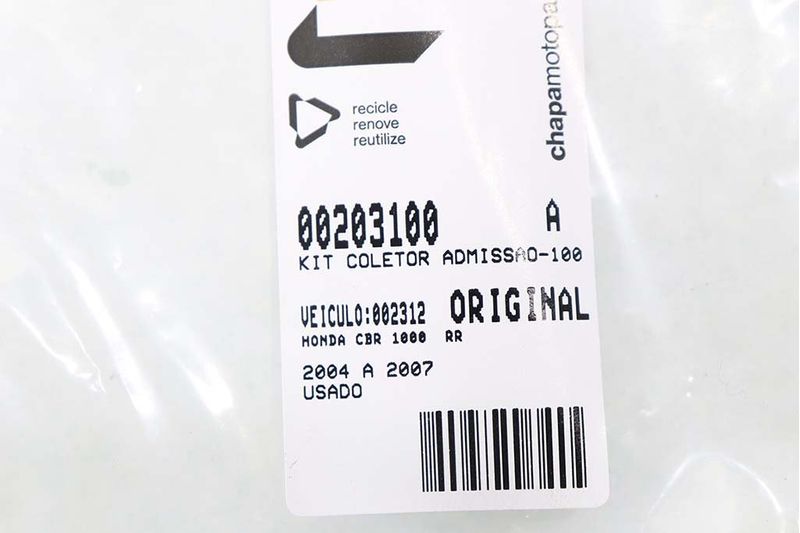 recicle
renove
reutilize
chapamotopa
00203100 A
KIT COLETOR ADMISSAO-100
VEICULO:002312 ORIGINAL
HONDA CBR 1000 RR
2004 A 2007
USADO